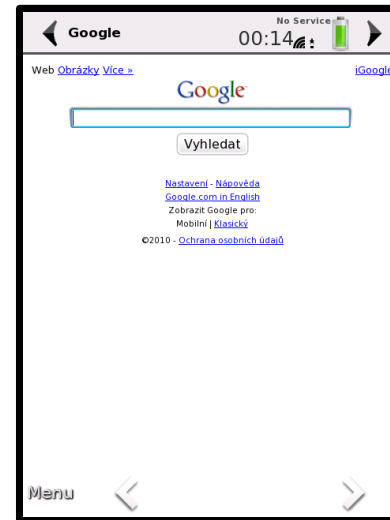 Google
No Service
00:14
Web Obrázky Více »
iGoogle
Google
Vyhledat
Nastavení - Nápověda
Google.com in English
Zobrazit Google pro:
Mobilní | Klasický
©2010 - Ochrana osobních údajů
Menu